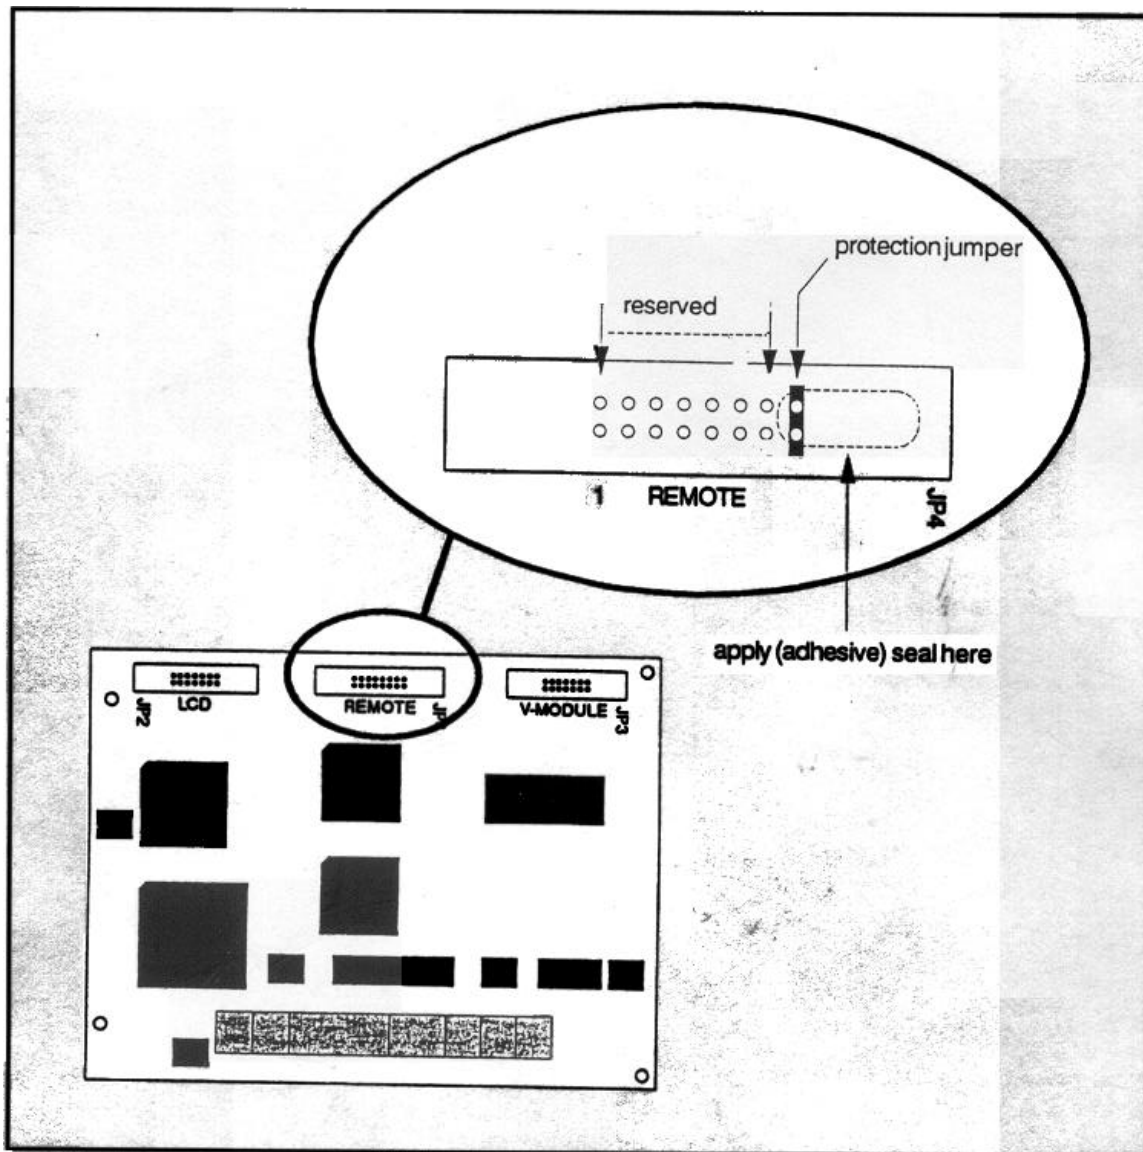 protection jumper
reserved
1 REMOTE
JP4
apply (adhesive) seal here
JP2
LCD
REMOTE
V-MODULE
JP3